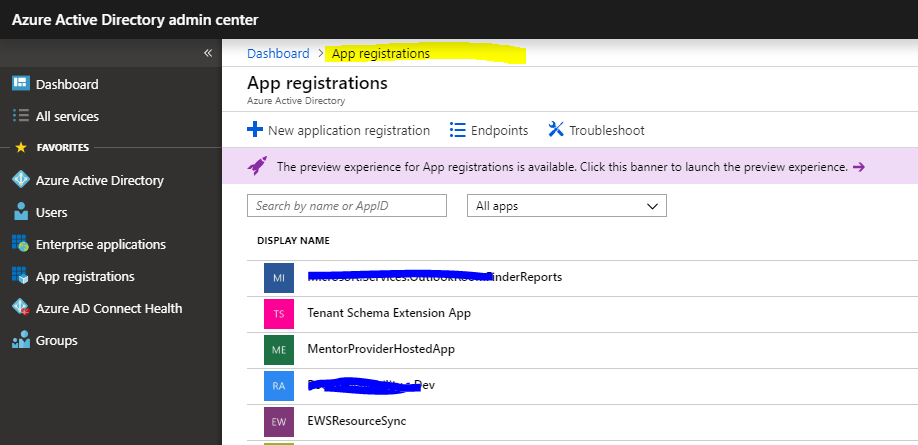 Azure Active Directory admin center
«
Dashboard
All services
FAVORITES
Azure Active Directory
Users
Enterprise applications
App registrations
Azure AD Connect Health
Groups
Dashboard > App registrations
App registrations
Azure Active Directory
New application registration Endpoints Troubleshoot
The preview experience for App registrations is available. Click this banner to launch the preview experience. →
Search by name or AppID All apps
DISPLAY NAME
MI FinderReports
TS Tenant Schema Extension App
ME MentorProviderHostedApp
RA Dev
EW EWSResourceSync